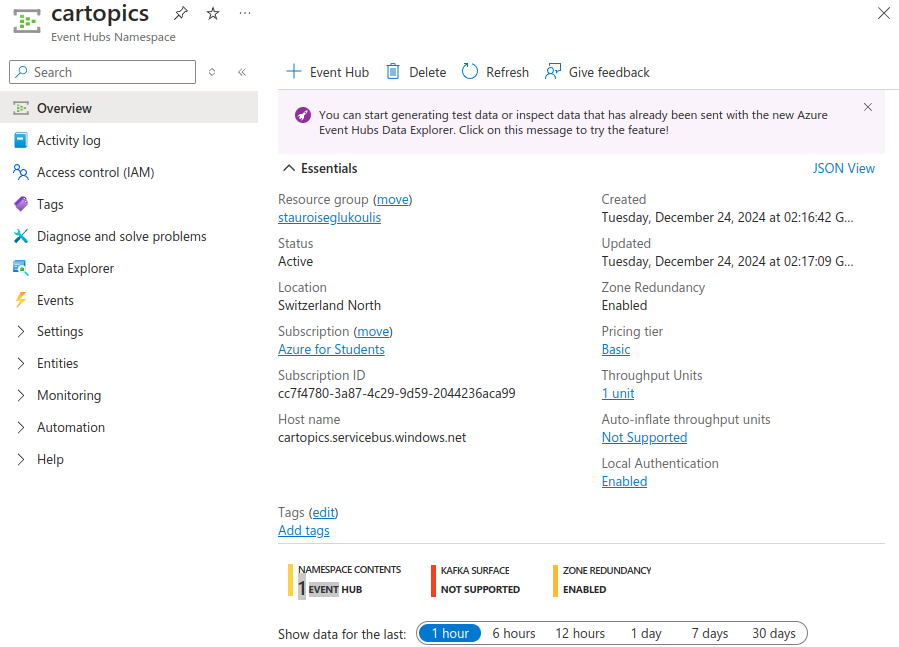 cartopics
Event Hubs Namespace
Search
Overview
Activity log
Access control (IAM)
Tags
Diagnose and solve problems
Data Explorer
Events
Settings
Entities
Monitoring
Automation
Help
Event Hub Delete Refresh Give feedback
You can start generating test data or inspect data that has already been sent with the new Azure
Event Hubs Data Explorer. Click on this message to try the feature!
Essentials
JSON View
Resource group (move)
stauroiseglukoulis
Status
Active
Location
Switzerland North
Subscription (move)
Azure for Students
Subscription ID
cc7f4780-3a87-4c29-9d59-2044236aca99
Host name
cartopics.servicebus.windows.net
Created
Tuesday, December 24, 2024 at 02:16:42 G...
Updated
Tuesday, December 24, 2024 at 02:17:09 G...
Zone Redundancy
Enabled
Pricing tier
Basic
Throughput Units
1 unit
Auto-inflate throughput units
Not Supported
Local Authentication
Enabled
Tags (edit)
Add tags
NAMESPACE CONTENTS
1 EVENT HUB
KAFKA SURFACE
NOT SUPPORTED
ZONE REDUNDANCY
ENABLED
Show data for the last: 1 hour 6 hours 12 hours 1 day 7 days 30 days